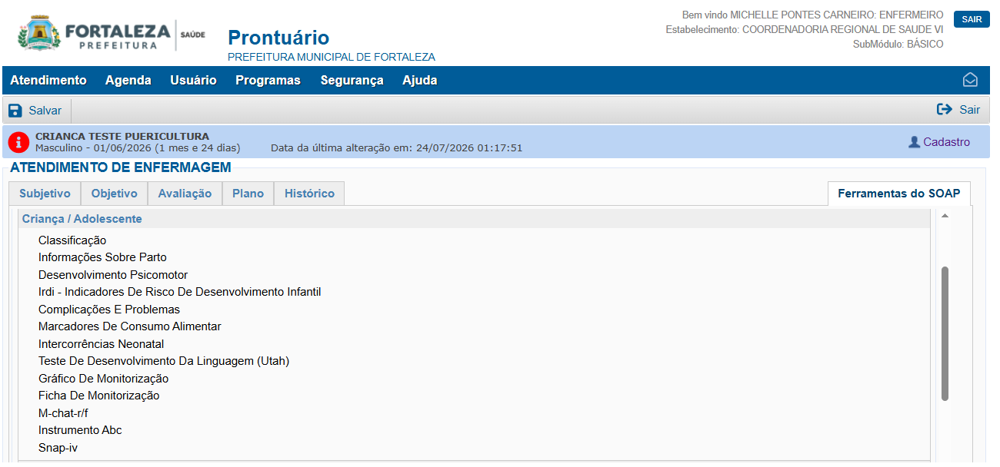 FORTALEZA
PREFEITURA
SAÚDE
Prontuário
PREFEITURA MUNICIPAL DE FORTALEZA
Bem vindo MICHELLE PONTES CARNEIRO: ENFERMEIRO
Estabelecimento: COORDENADORIA REGIONAL DE SAUDE VI
SubMódulo: BÁSICO
SAIR
Atendimento Agenda Usuário Programas Segurança Ajuda
Salvar
Sair
CRIANCA TESTE PUERICULTURA
Masculino - 01/06/2026 (1 mes e 24 dias) Data da última alteração em: 24/07/2026 01:17:51
Cadastro
ATENDIMENTO DE ENFERMAGEM
Subjetivo Objetivo Avaliação Plano Histórico Ferramentas do SOAP
Criança / Adolescente
Classificação
Informações Sobre Parto
Desenvolvimento Psicomotor
Irdi - Indicadores De Risco De Desenvolvimento Infantil
Complicações E Problemas
Marcadores De Consumo Alimentar
Intercorrências Neonatal
Teste De Desenvolvimento Da Linguagem (Utah)
Gráfico De Monitorização
Ficha De Monitorização
M-chat-r/f
Instrumento Abc
Snap-iv